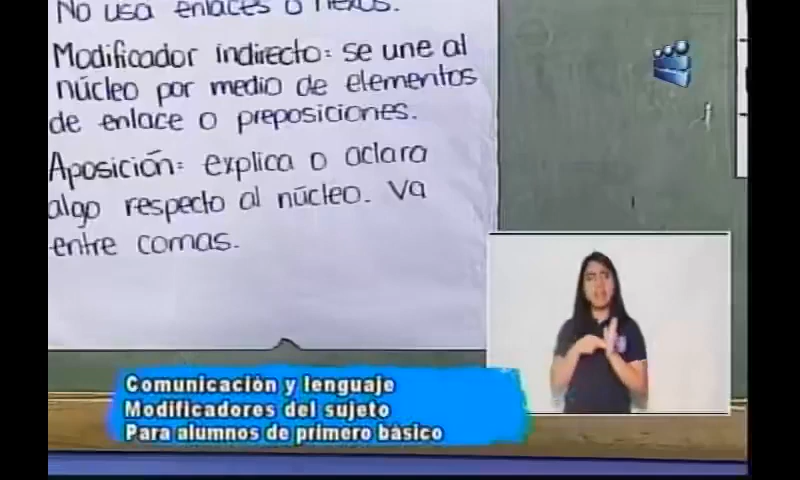 No usa enlaces o nexos.
Modificador indirecto: se une al
núcleo por medio de elementos
de enlace o preposiciones.
Aposición: explica o aclara
algo respecto al núcleo. Va
entre comas.
Comunicación y lenguaje
Modificadores del sujeto
Para alumnos de primero básico